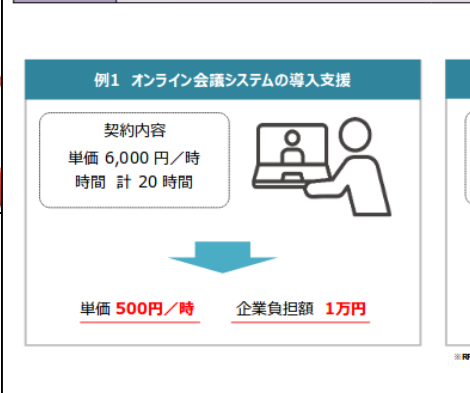 例1 オンライン会議システムの導入支援
契約内容
単価 6,000 円／時
時間 計 20 時間
単価 500円／時 企業負担額 1万円